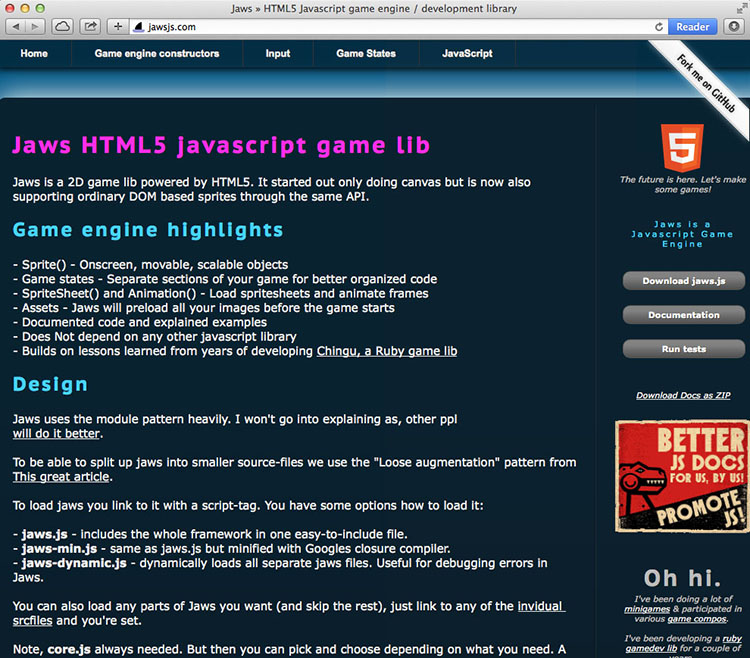 Jaws » HTML5 Javascript game engine / development library
jawsjs.com
Reader
Home
Game engine constructors
Input
Game States
JavaScript
Fork me on GitHub
Jaws HTML5 javascript game lib
Jaws is a 2D game lib powered by HTML5. It started out only doing canvas but is now also
supporting ordinary DOM based sprites through the same API.
Game engine highlights
- Sprite() - Onscreen, movable, scalable objects
- Game states - Separate sections of your game for better organized code
- SpriteSheet() and Animation() - Load spritesheets and animate frames
- Assets - Jaws will preload all your images before the game starts
- Documented code and explained examples
- Does Not depend on any other javascript library
- Builds on lessons learned from years of developing Chingu, a Ruby game lib
Design
Jaws uses the module pattern heavily. I won't go into explaining as, other ppl
will do it better.
To be able to split up jaws into smaller source-files we use the "Loose augmentation" pattern from
This great article.
To load jaws you link to it with a script-tag. You have some options how to load it:
- jaws.js - includes the whole framework in one easy-to-include file.
- jaws-min.js - same as jaws.js but minified with Googles closure compiler.
- jaws-dynamic.js - dynamically loads all separate jaws files. Useful for debugging errors in
Jaws.
You can also load any parts of Jaws you want (and skip the rest), just link to any of the invidual
srcfiles and you're set.
Note, core.js always needed. But then you can pick and choose depending on what you need. A
5
The future is here. Let's make
some games!
Jaws is a
Javascript Game
Engine
Download jaws.js
Documentation
Run tests
Download Docs as ZIP
BETTER
JS DOCS
FOR US, BY US!
PROMOTE
JS!
Oh hi.
I've been doing a lot of
minigames & participated in
various game compos.
I've been developing a ruby
gamedev lib for a couple of
years